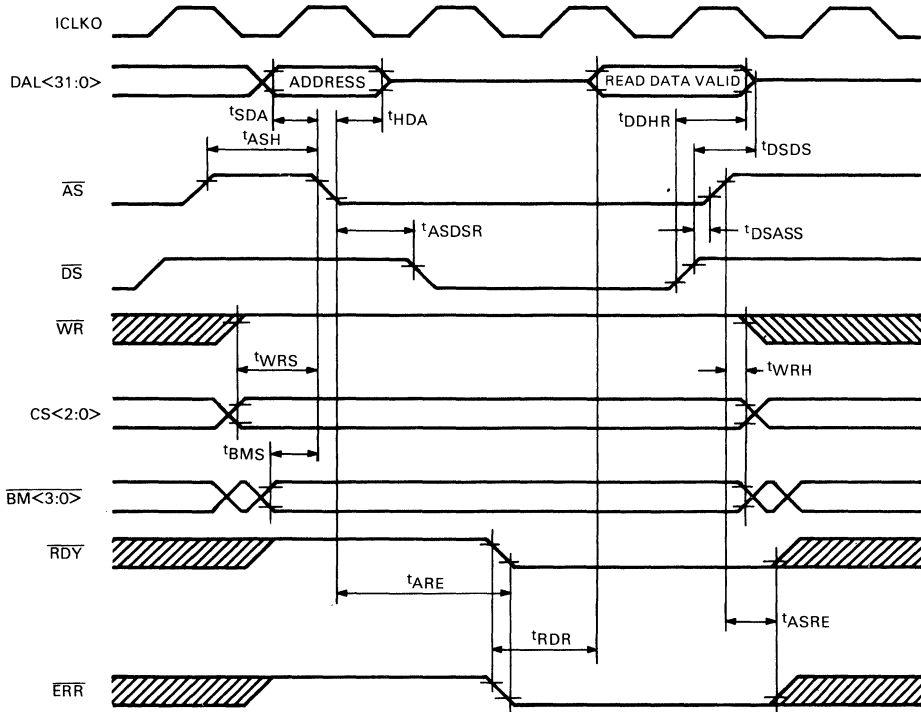 ICLKO
DAL<31:0>
ADDRESS
READ DATA VALID
tSDA
tHDA
tDDHR
tASH
tDSDS
AS
tASDSR
tDSASS
DS
WR
tWRS
tWRH
CS<2:0>
tBMS
BM<3:0>
RDY
tARE
tASRE
tRDR
ERR